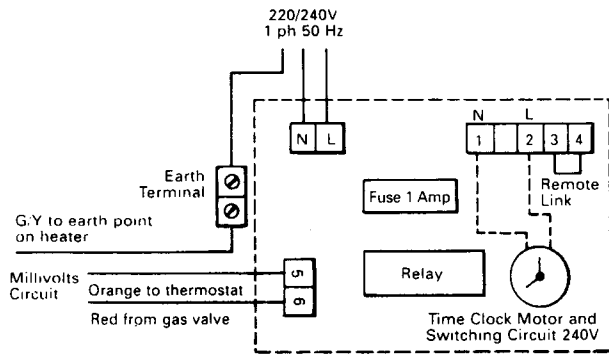 220/240V
1 ph 50 Hz
N L
N L
1 2 3 4
Earth
Terminal
Fuse 1 Amp
Remote
Link
G/Y to earth point
on heater
Millivolts
Circuit
Orange to thermostat
Red from gas valve
5
6
Relay
Time Clock Motor and
Switching Circuit 240V